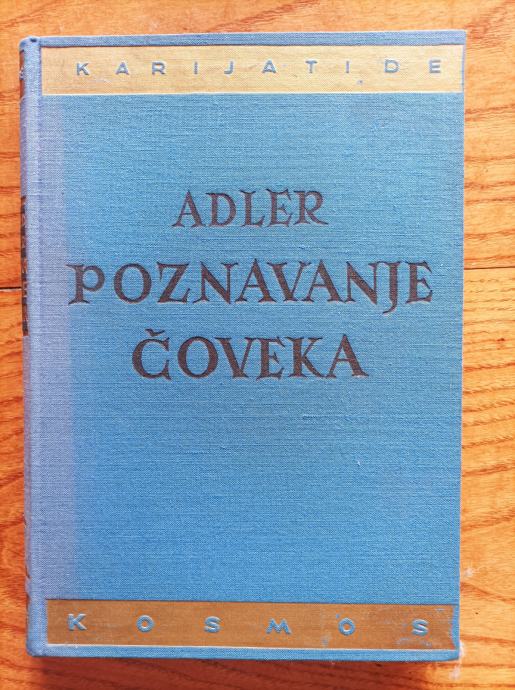 KARIJATIDE
ADLER
POZNAVANJE
ČOVEKA
KOSMOS